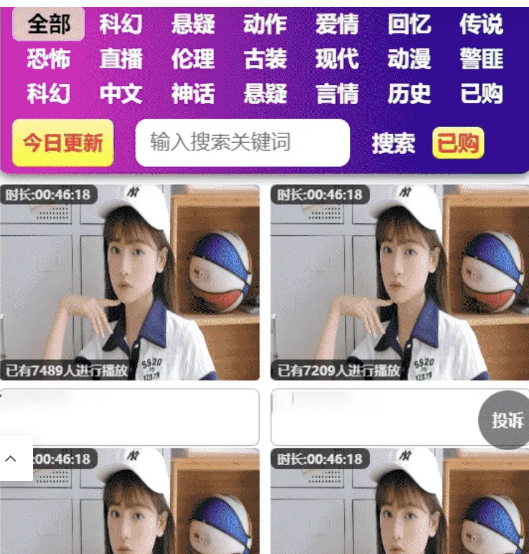 全部 科幻 悬疑 动作 爱情 回忆 传说
恐怖 直播 伦理 古装 现代 动漫 警匪
科幻 中文 神话 悬疑 言情 历史 已购
今日更新 输入搜索关键词 搜索 已购
时长:00:46:18 时长:00:46:18
5520
5520
已有7489人进行播放 已有7209人进行播放
投诉
:00:46:18 时长:00:46:18